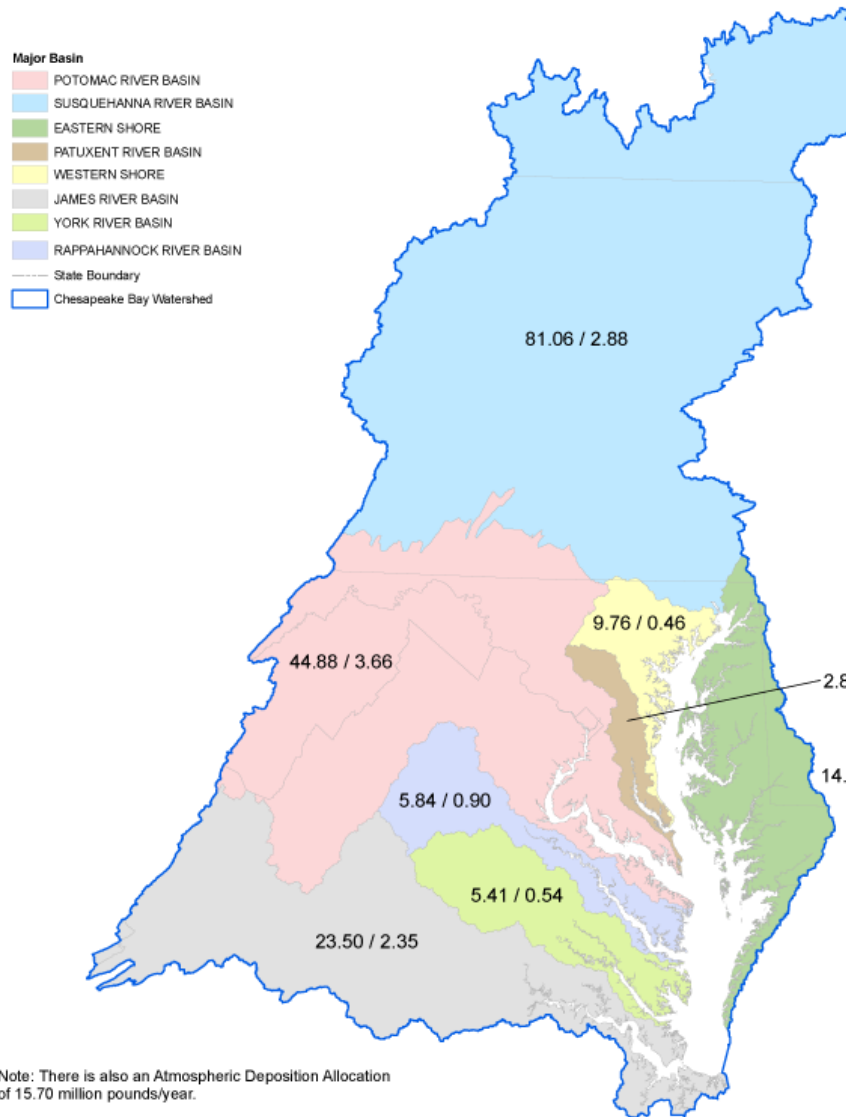 Major Basin
POTOMAC RIVER BASIN
SUSQUEHANNA RIVER BASIN
EASTERN SHORE
PATUXENT RIVER BASIN
WESTERN SHORE
JAMES RIVER BASIN
YORK RIVER BASIN
RAPPAHANNOCK RIVER BASIN
State Boundary
Chesapeake Bay Watershed
81.06 / 2.88
9.76 / 0.46
44.88 / 3.66
2.8
14.
5.84 / 0.90
5.41 / 0.54
23.50 / 2.35
Note: There is also an Atmospheric Deposition Allocation
of 15.70 million pounds/year.